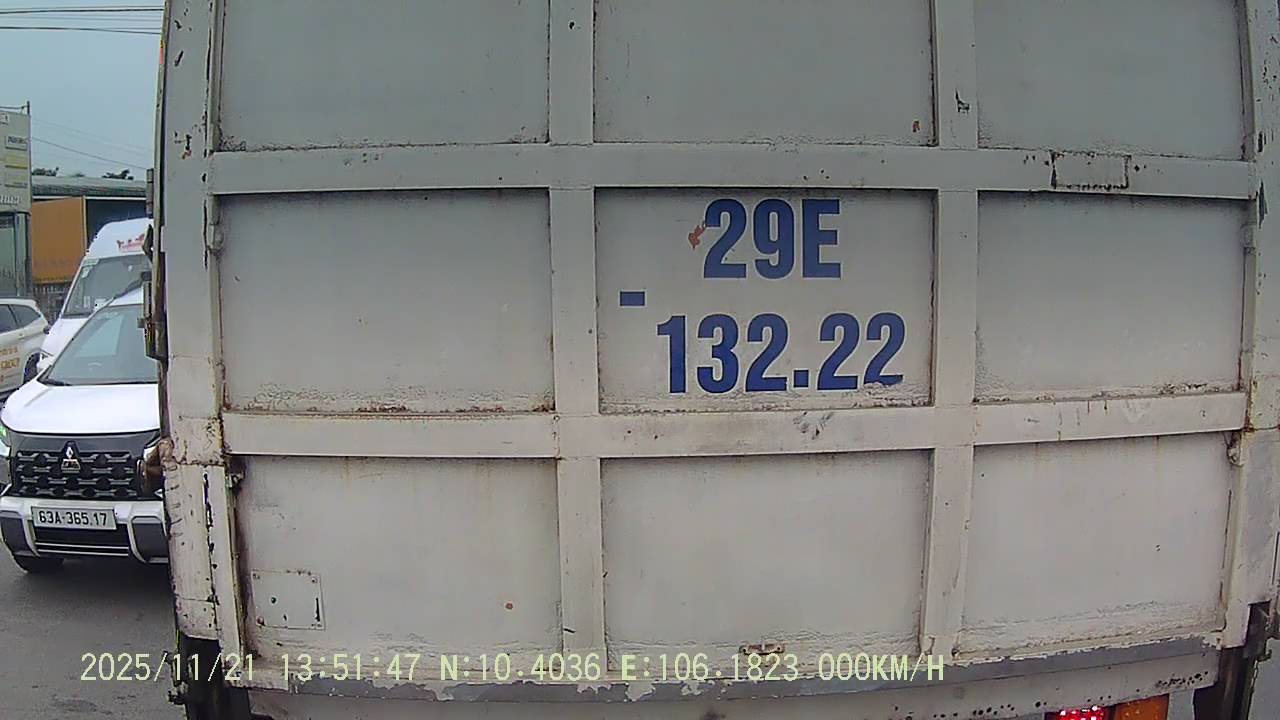 29E
-
132.22
63A-365.17
2025/11/21 13:51:47 N:10.4036 E:106.1823 000KM/H